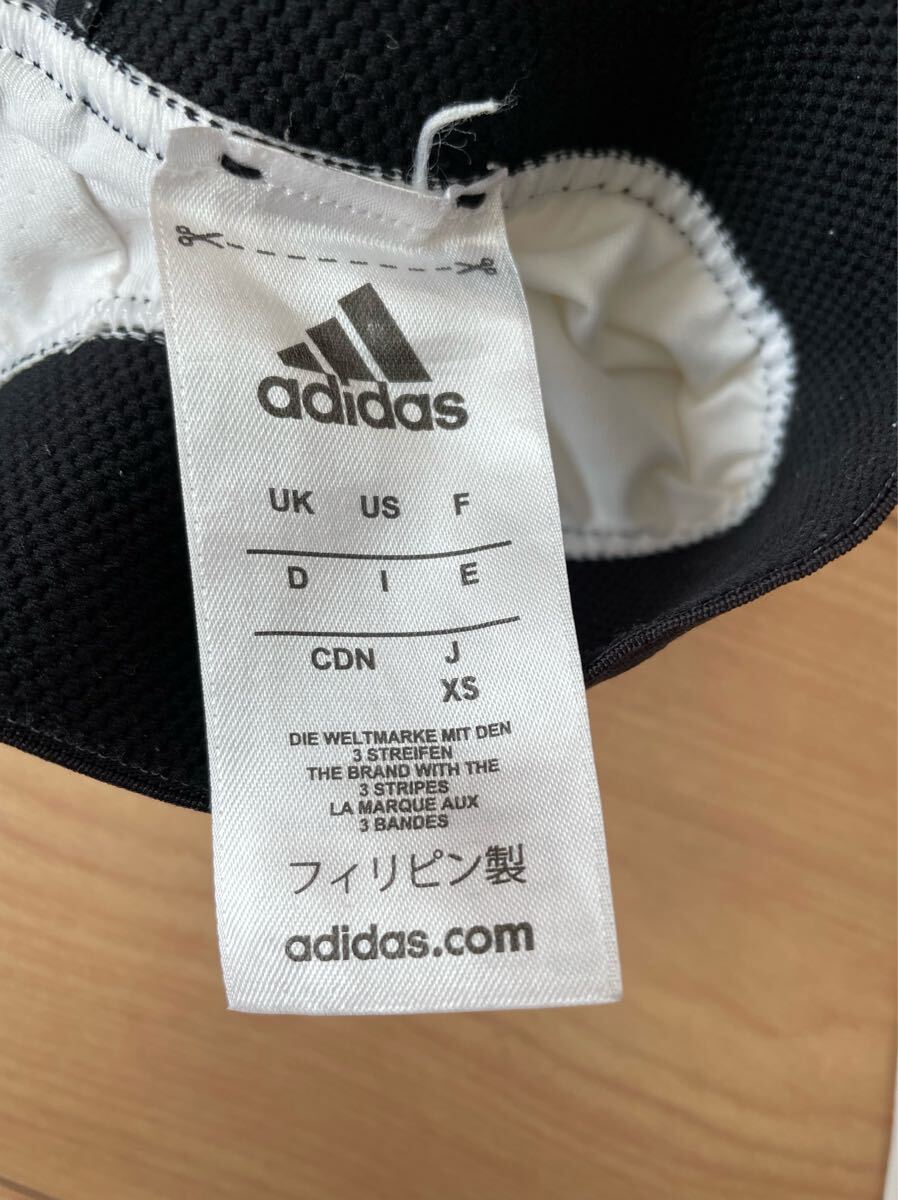 adidas
UK US F
D I E
CDN J
XS
DIE WELTMARKE MIT DEN
3 STREIFEN
THE BRAND WITH THE
3 STRIPES
LA MARQUE AUX
3 BANDES
フィリピン製
adidas.com